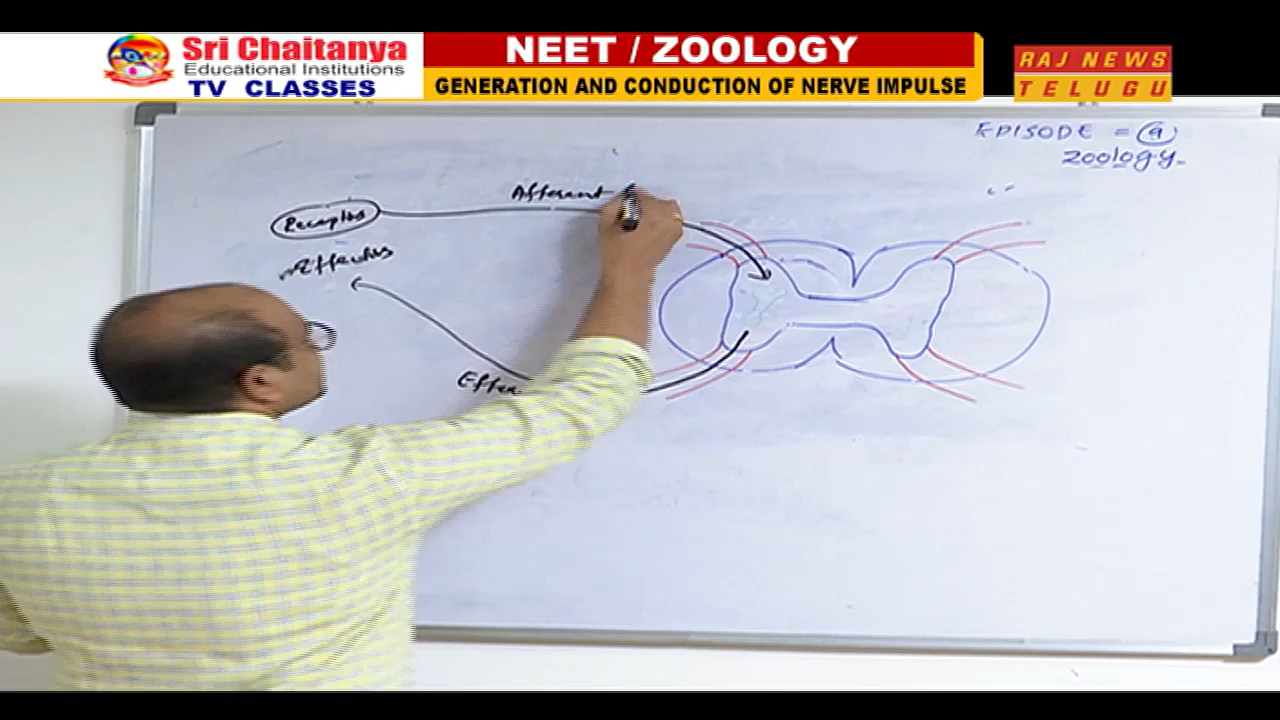 Sri Chaitanya
Educational Institutions
TV CLASSES
NEET / ZOOLOGY
GENERATION AND CONDUCTION OF NERVE IMPULSE
RAJ NEWS
TELUGU
EPISODE = 9
Zoology
Afferent
Receptor
Effectus
Effer